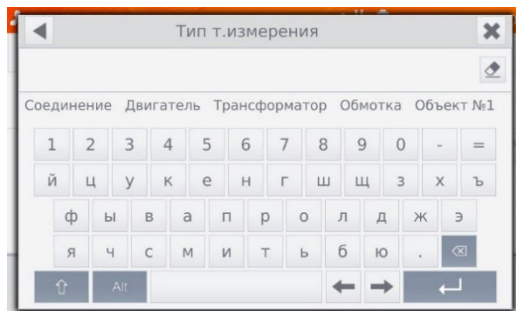 Тип т.измерения
Соединение Двигатель Трансформатор Обмотка Объект №1
1 2 3 4 5 6 7 8 9 0 - =
й ц у к е н г ш щ з х ъ
ф ы в а п р о л д ж э
я ч с м и т ь б ю .
Alt